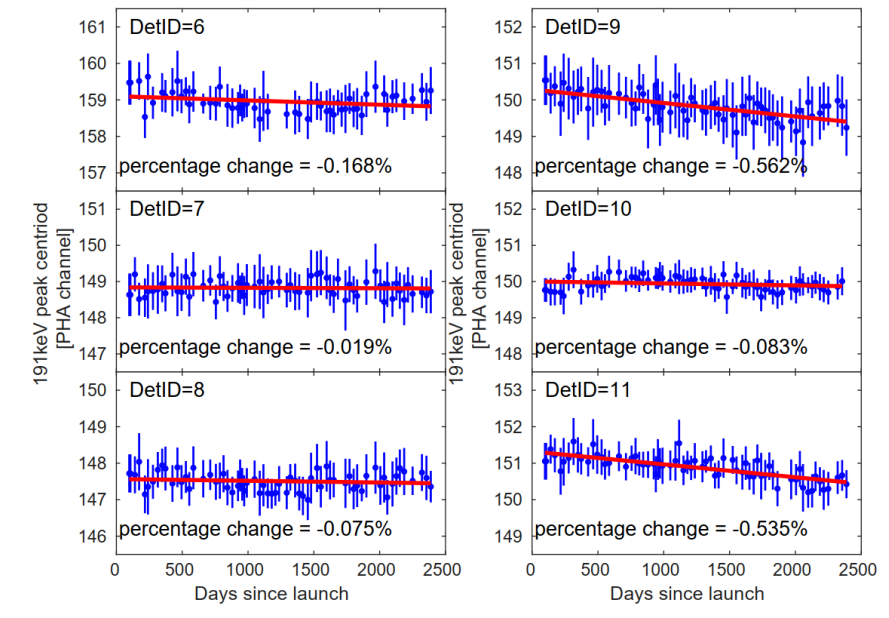 161
DetID=6
160
159
158
157
percentage change = -0.168%
151
DetID=7
150
149
148
147
percentage change = -0.019%
150
DetID=8
149
148
147
146
percentage change = -0.075%
0
500
1000
1500
2000
2500
Days since launch
191keV peak centriod
[PHA channel]
152
DetID=9
151
150
149
148
percentage change = -0.562%
152
DetID=10
151
150
149
148
percentage change = -0.083%
153
DetID=11
152
151
150
149
percentage change = -0.535%
0
500
1000
1500
2000
2500
Days since launch
191keV peak centriod
[PHA channel]